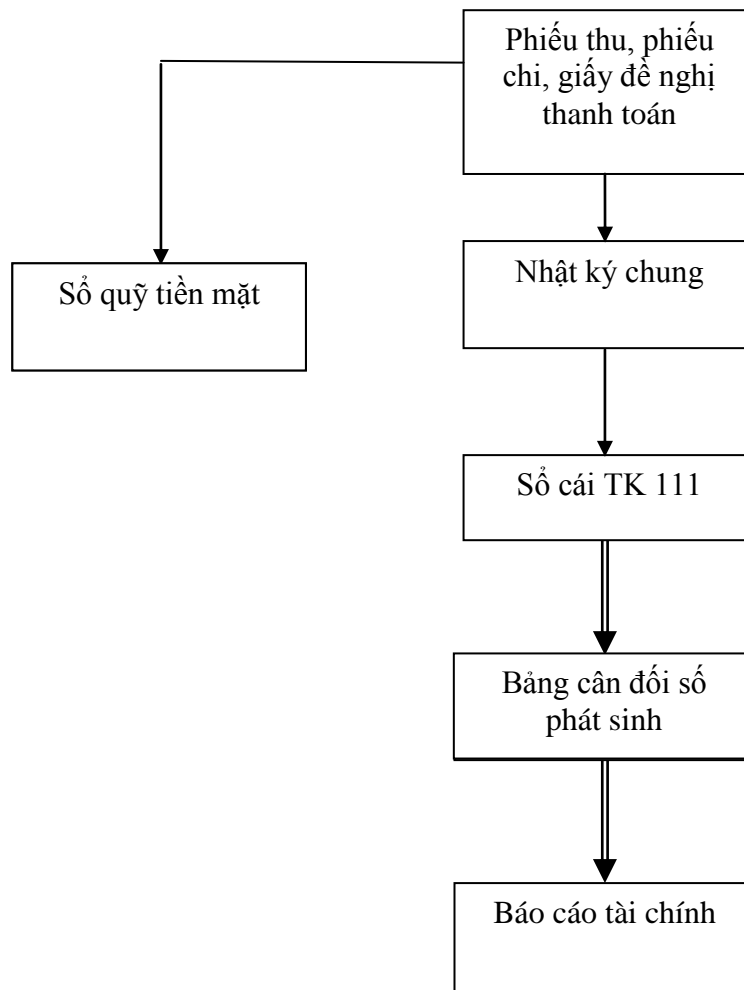 Phiếu thu, phiếu
chi, giấy đề nghị
thanh toán
Sổ quỹ tiền mặt
Nhật ký chung
Sổ cái TK 111
Bảng cân đối số
phát sinh
Báo cáo tài chính